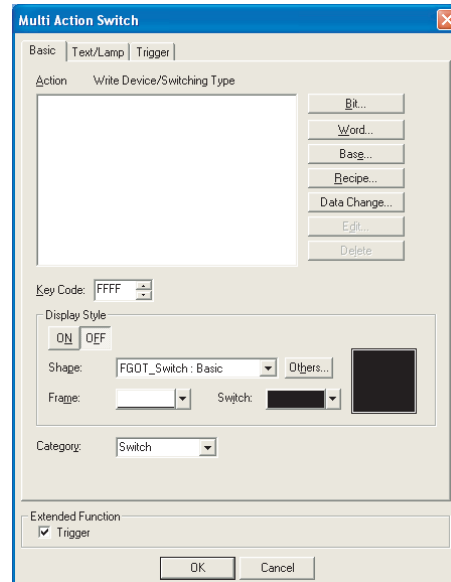 Multi Action Switch
Basic Text/Lamp Trigger
Action Write Device/Switching Type
Bit...
Word...
Base...
Recipe...
Data Change...
Edit...
Delete
Key Code: FFFF
Display Style
ON OFF
Shape: FGOT_Switch : Basic Others...
Frame: Switch:
Category: Switch
Extended Function
Trigger
OK Cancel